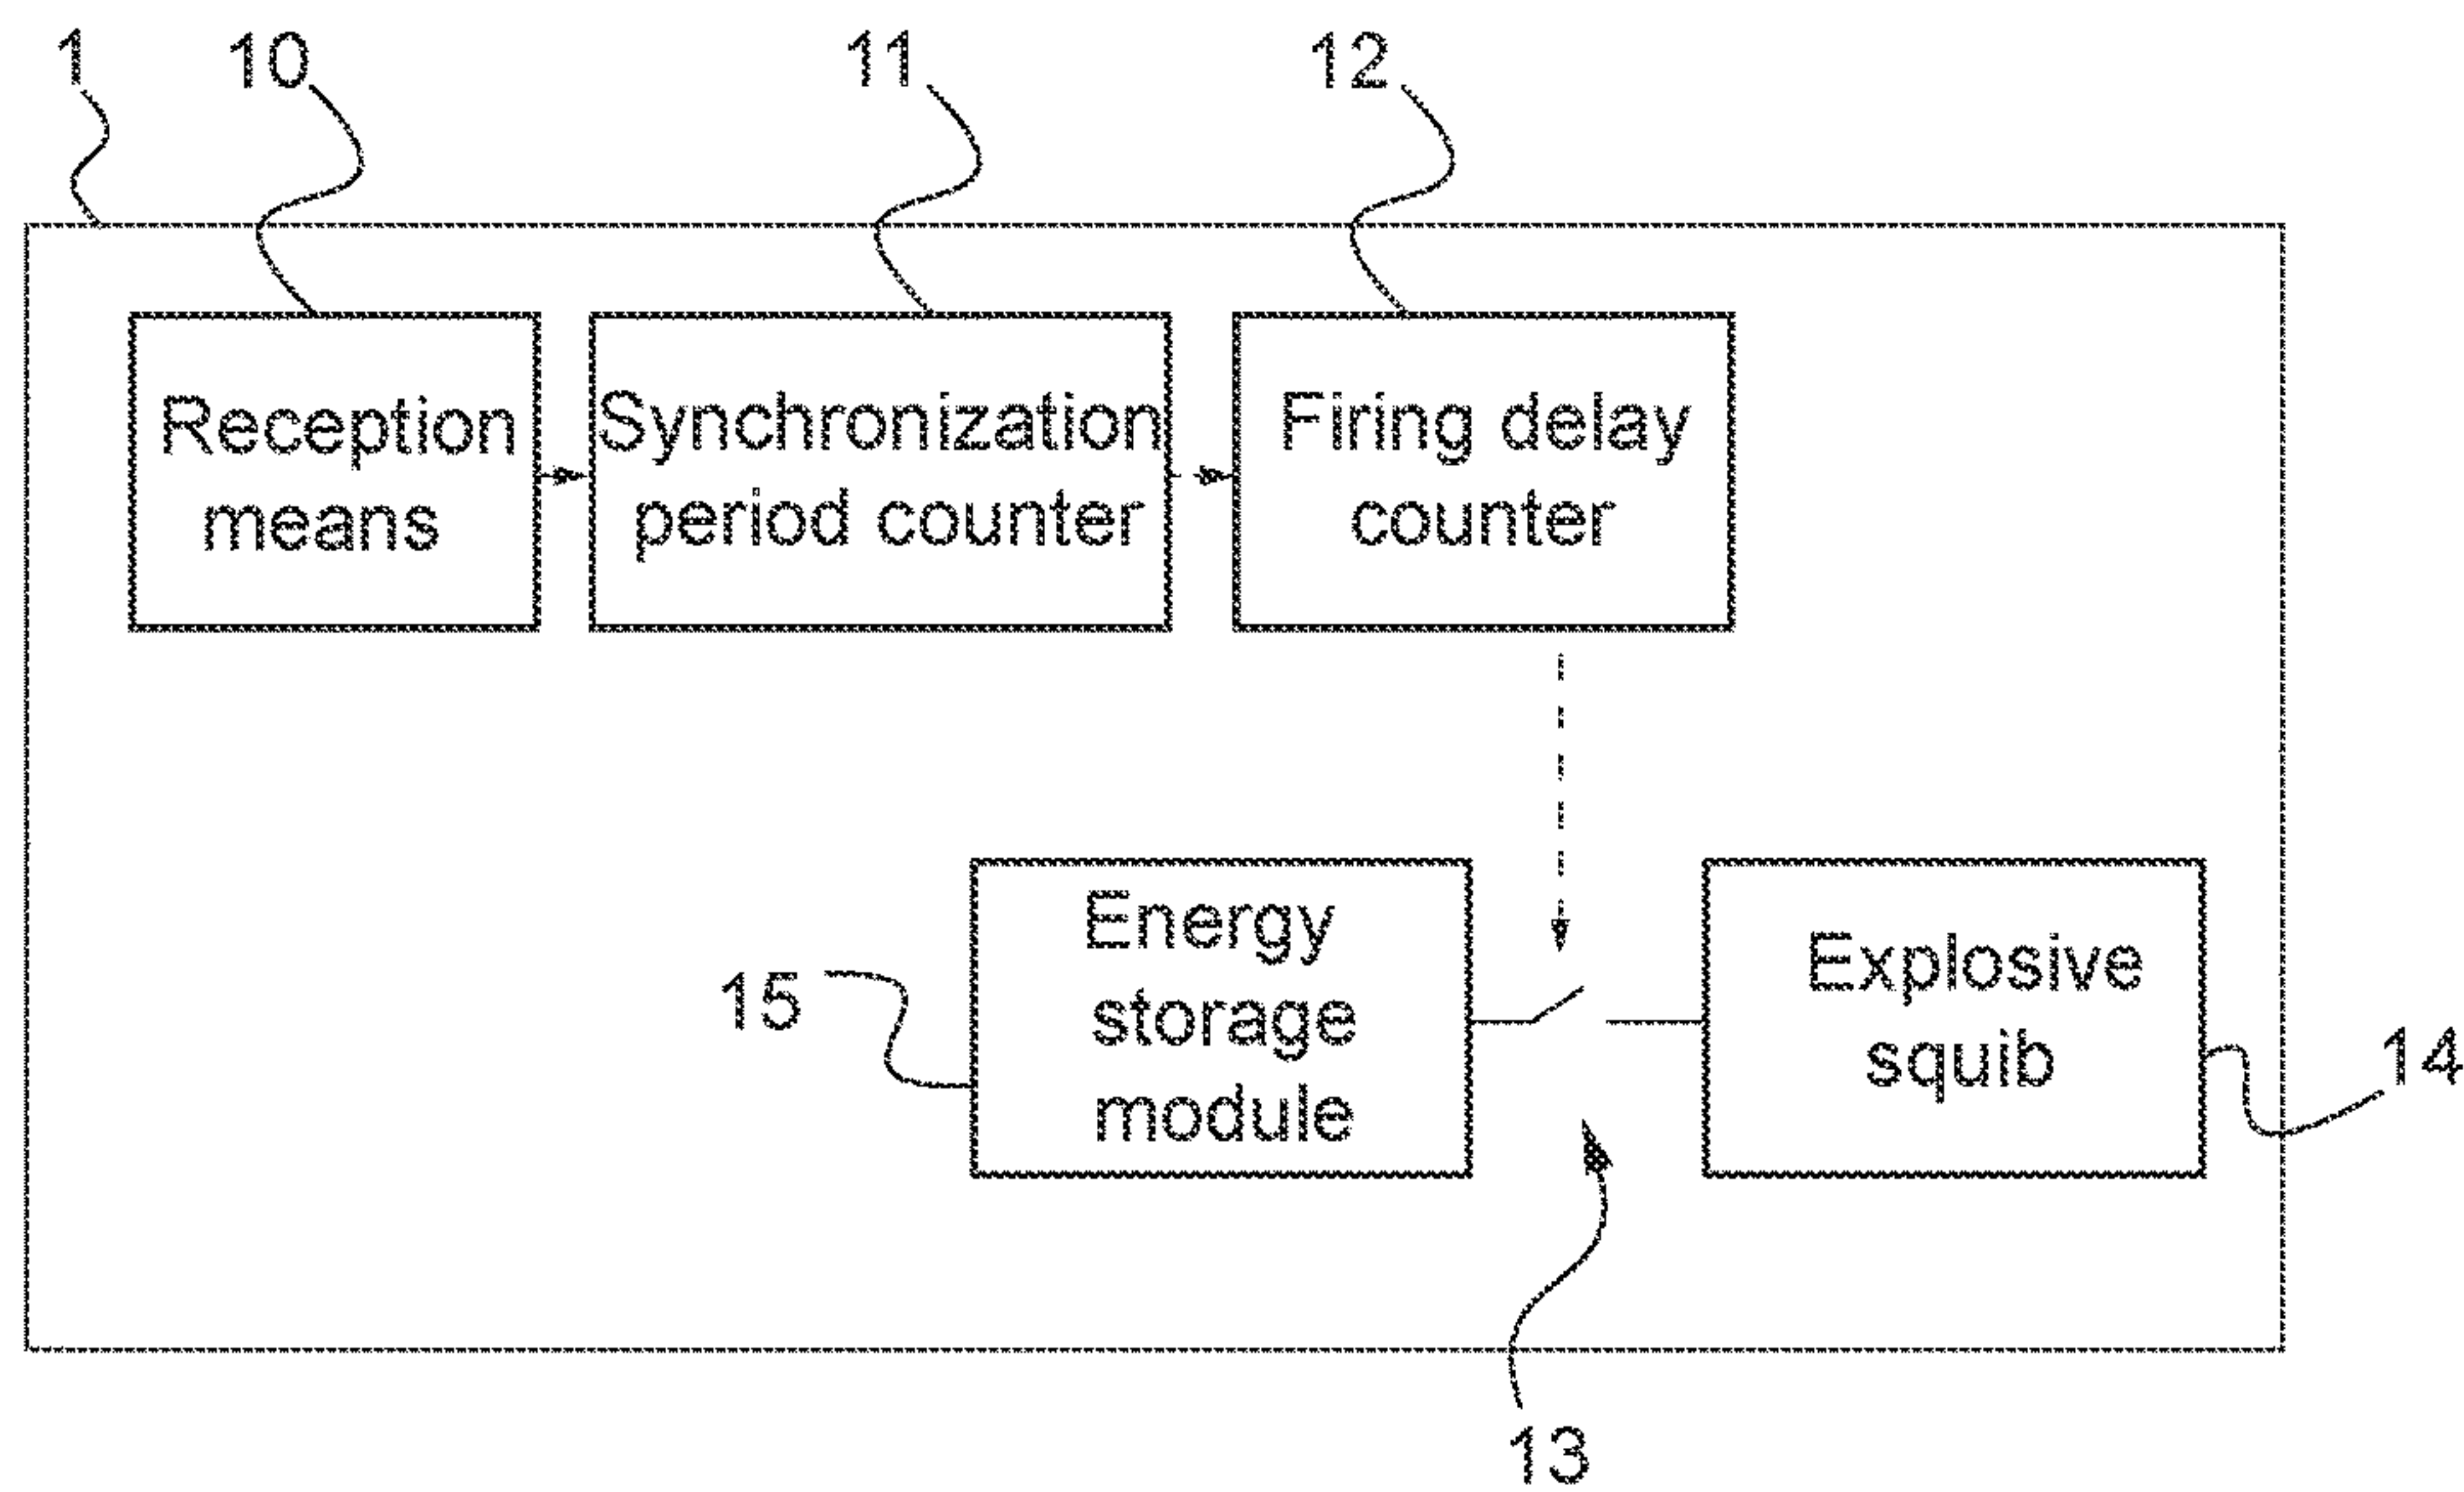 1
10
11
12
Reception
means
Synchronization
period counter
Firing delay
counter
Energy
storage
module
15
Explosive
squib
14
13